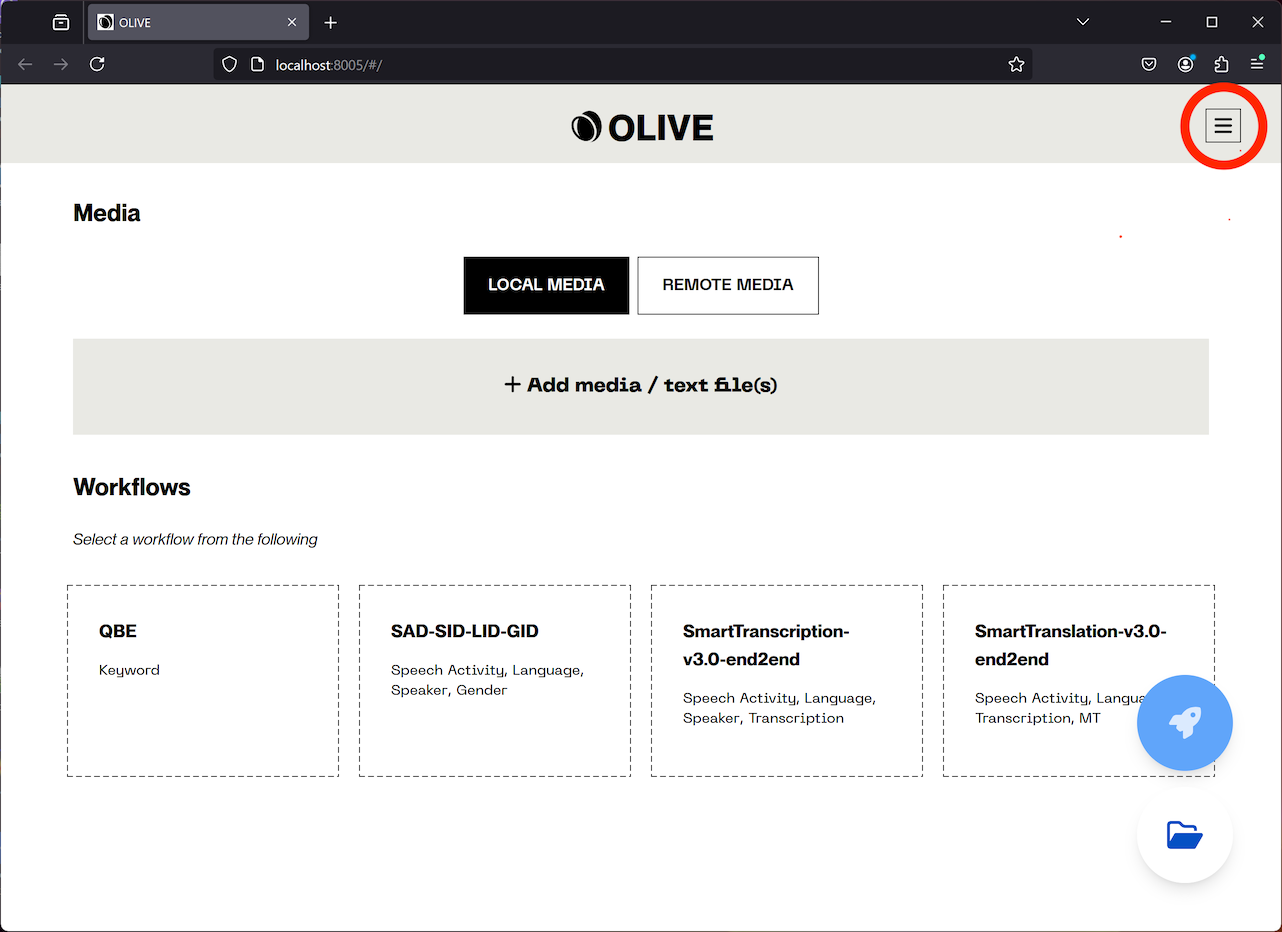 OLIVE
localhost:8005/#/
OLIVE
Media
LOCAL MEDIA
REMOTE MEDIA
+ Add media / text file(s)
Workflows
Select a workflow from the following
QBE
Keyword
SAD-SID-LID-GID
Speech Activity, Language,
Speaker, Gender
SmartTranscription-
v3.0-end2end
Speech Activity, Language,
Speaker, Transcription
SmartTranslation-v3.0-
end2end
Speech Activity,
Transcription, MT